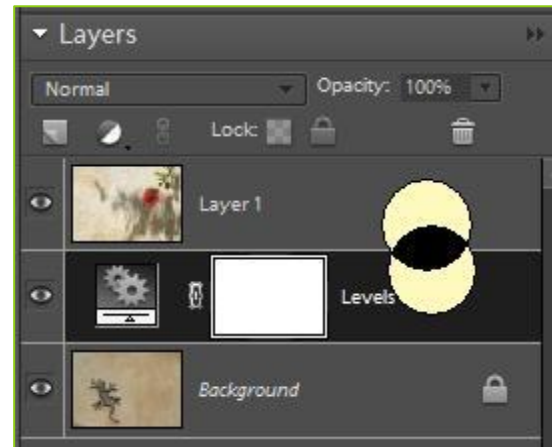 Layers
Normal Opacity: 100%
Lock:
Layer 1
Levels
Background